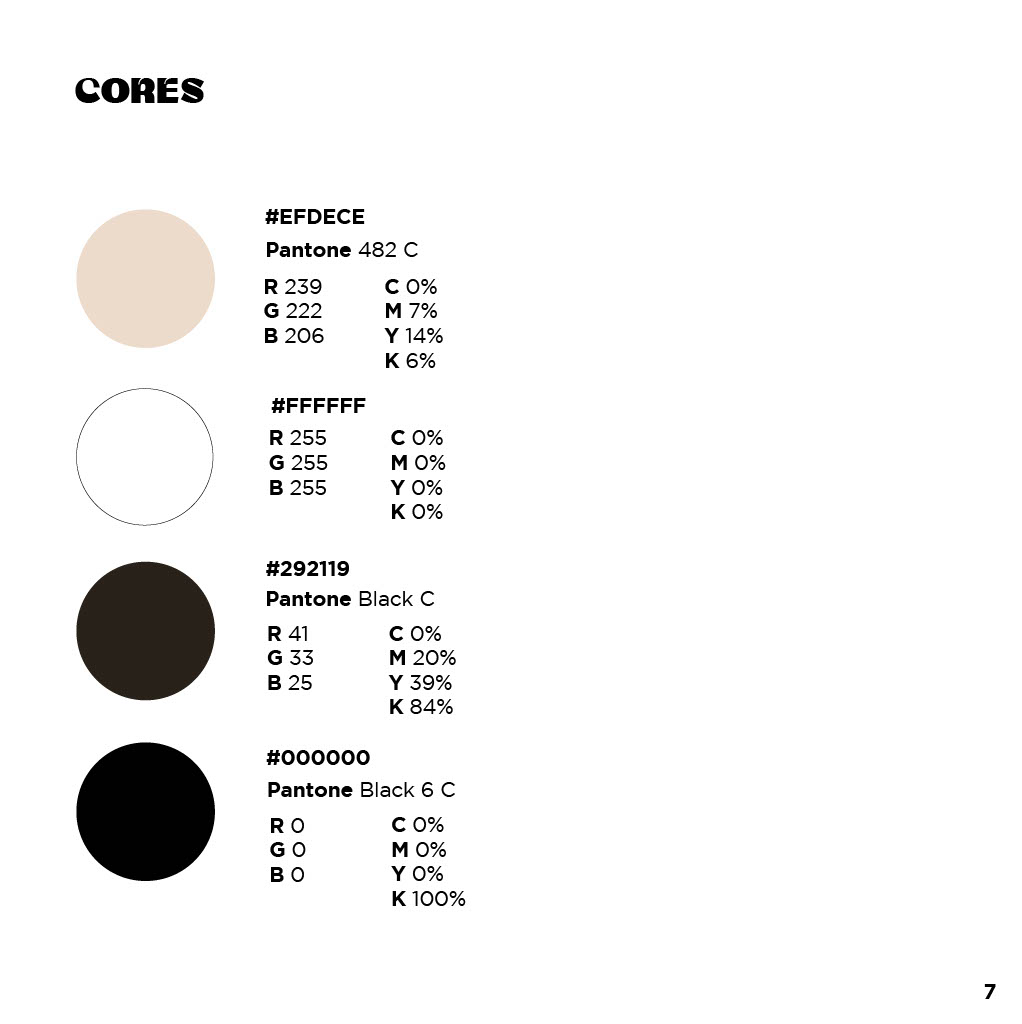 CORES
#EFDECE
Pantone 482 C
R 239 C 0%
G 222 M 7%
B 206 Y 14%
K 6%
#FFFFFF
R 255 C 0%
G 255 M 0%
B 255 Y 0%
K 0%
#292119
Pantone Black C
R 41 C 0%
G 33 M 20%
B 25 Y 39%
K 84%
#000000
Pantone Black 6 C
R 0 C 0%
G 0 M 0%
B 0 Y 0%
K 100%
7